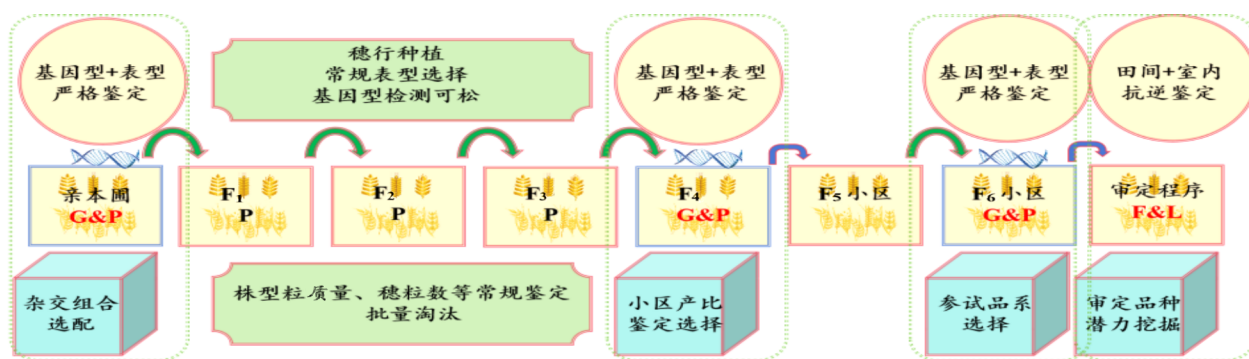 基因型+表型
严格鉴定
穗行种植
常规表型选择
基因型检测可松
基因型+表型
严格鉴定
基因型+表型
严格鉴定
田间+室内
抗逆鉴定
亲本圃
G&P
F1
P
F2
P
F3
P
F4
G&P
F5小区
F6小区
G&P
审定程序
F&L
杂交组合
选配
株型粒质量、穗粒数等常规鉴定
批量淘汰
小区产比
鉴定选择
参试品系
选择
审定品种
潜力挖掘